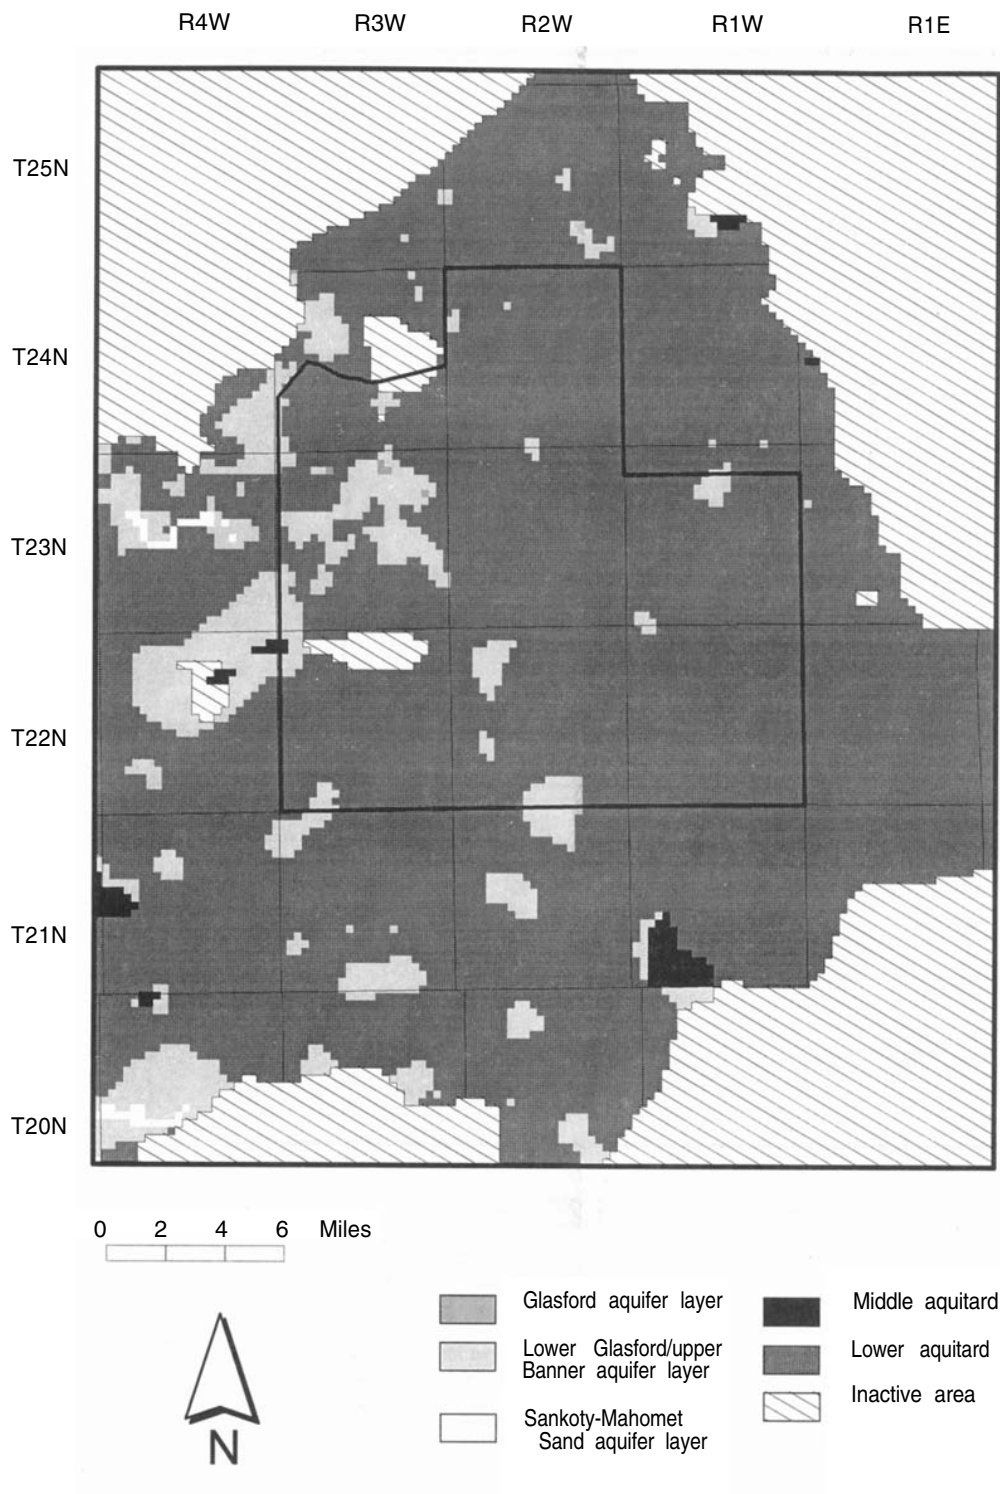 R4W R3W R2W R1W R1E
T25N
T24N
T23N
T22N
T21N
T20N
0 2 4 6 Miles
N
Glasford aquifer layer
Lower Glasford/upper
Banner aquifer layer
Sankoty-Mahomet
Sand aquifer layer
Middle aquitard
Lower aquitard
Inactive area